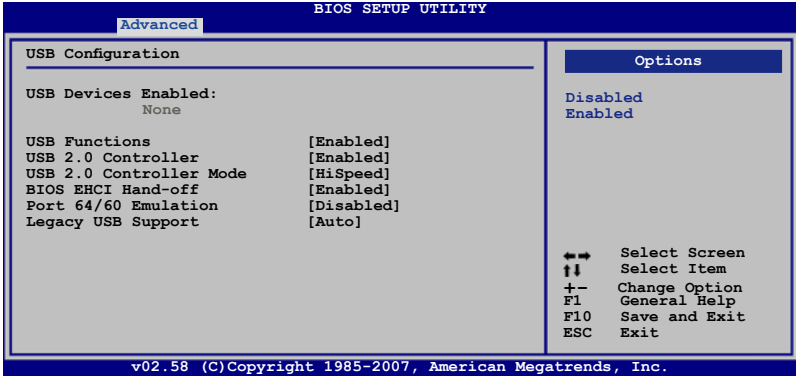 BIOS SETUP UTILITY
Advanced
USB Configuration
USB Devices Enabled:
None
USB Functions [Enabled]
USB 2.0 Controller [Enabled]
USB 2.0 Controller Mode [HiSpeed]
BIOS EHCI Hand-off [Enabled]
Port 64/60 Emulation [Disabled]
Legacy USB Support [Auto]
Options
Disabled
Enabled
←→ Select Screen
↑↓ Select Item
+- Change Option
F1 General Help
F10 Save and Exit
ESC Exit
v02.58 (C)Copyright 1985-2007, American Megatrends, Inc.